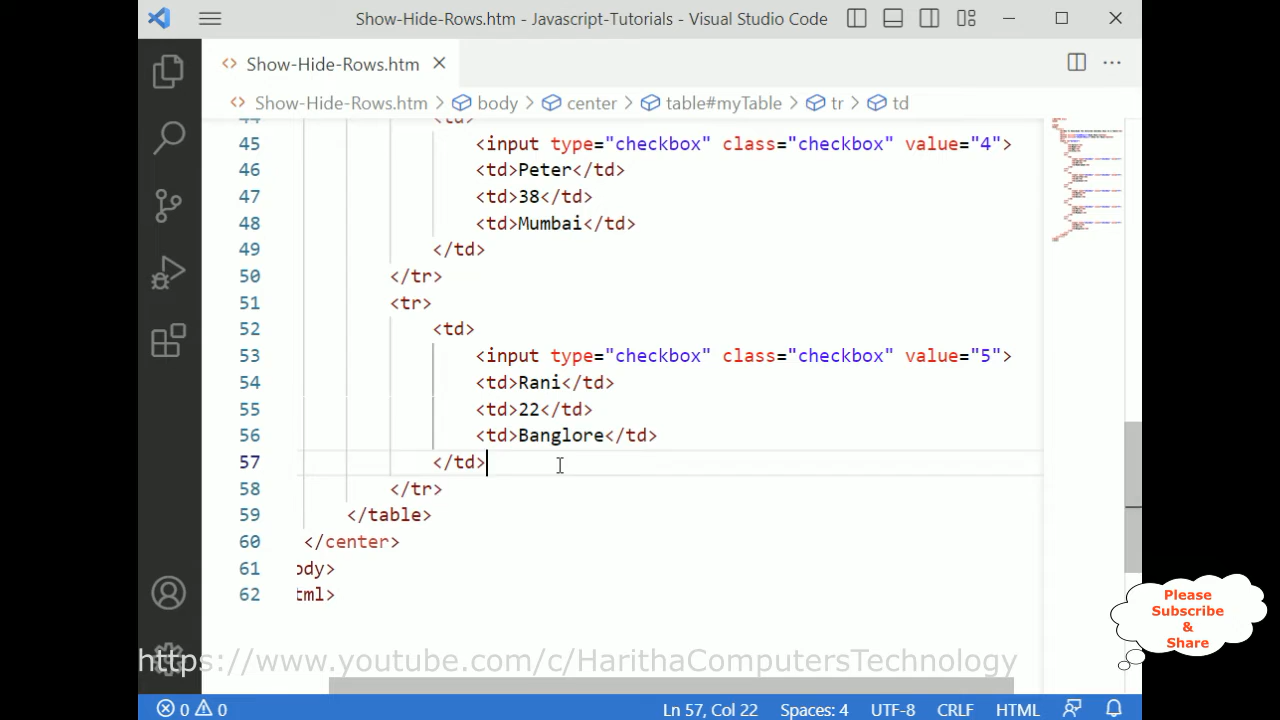 Show-Hide-Rows.htm - Javascript-Tutorials - Visual Studio Code
Show-Hide-Rows.htm
Show-Hide-Rows.htm > body > center > table#myTable > tr > td
44 <td>
45 <input type="checkbox" class="checkbox" value="4">
46 <td>Peter</td>
47 <td>38</td>
48 <td>Mumbai</td>
49 </td>
50 </tr>
51 <tr>
52 <td>
53 <input type="checkbox" class="checkbox" value="5">
54 <td>Rani</td>
55 <td>22</td>
56 <td>Banglore</td>
57 </td>
58 </tr>
59 </table>
60 </center>
61 ody>
62 tml>
Please
Subscribe
&
Share
https://www.youtube.com/c/HarithaComputersTechnology
0 0 Ln 57, Col 22 Spaces: 4 UTF-8 CRLF HTML